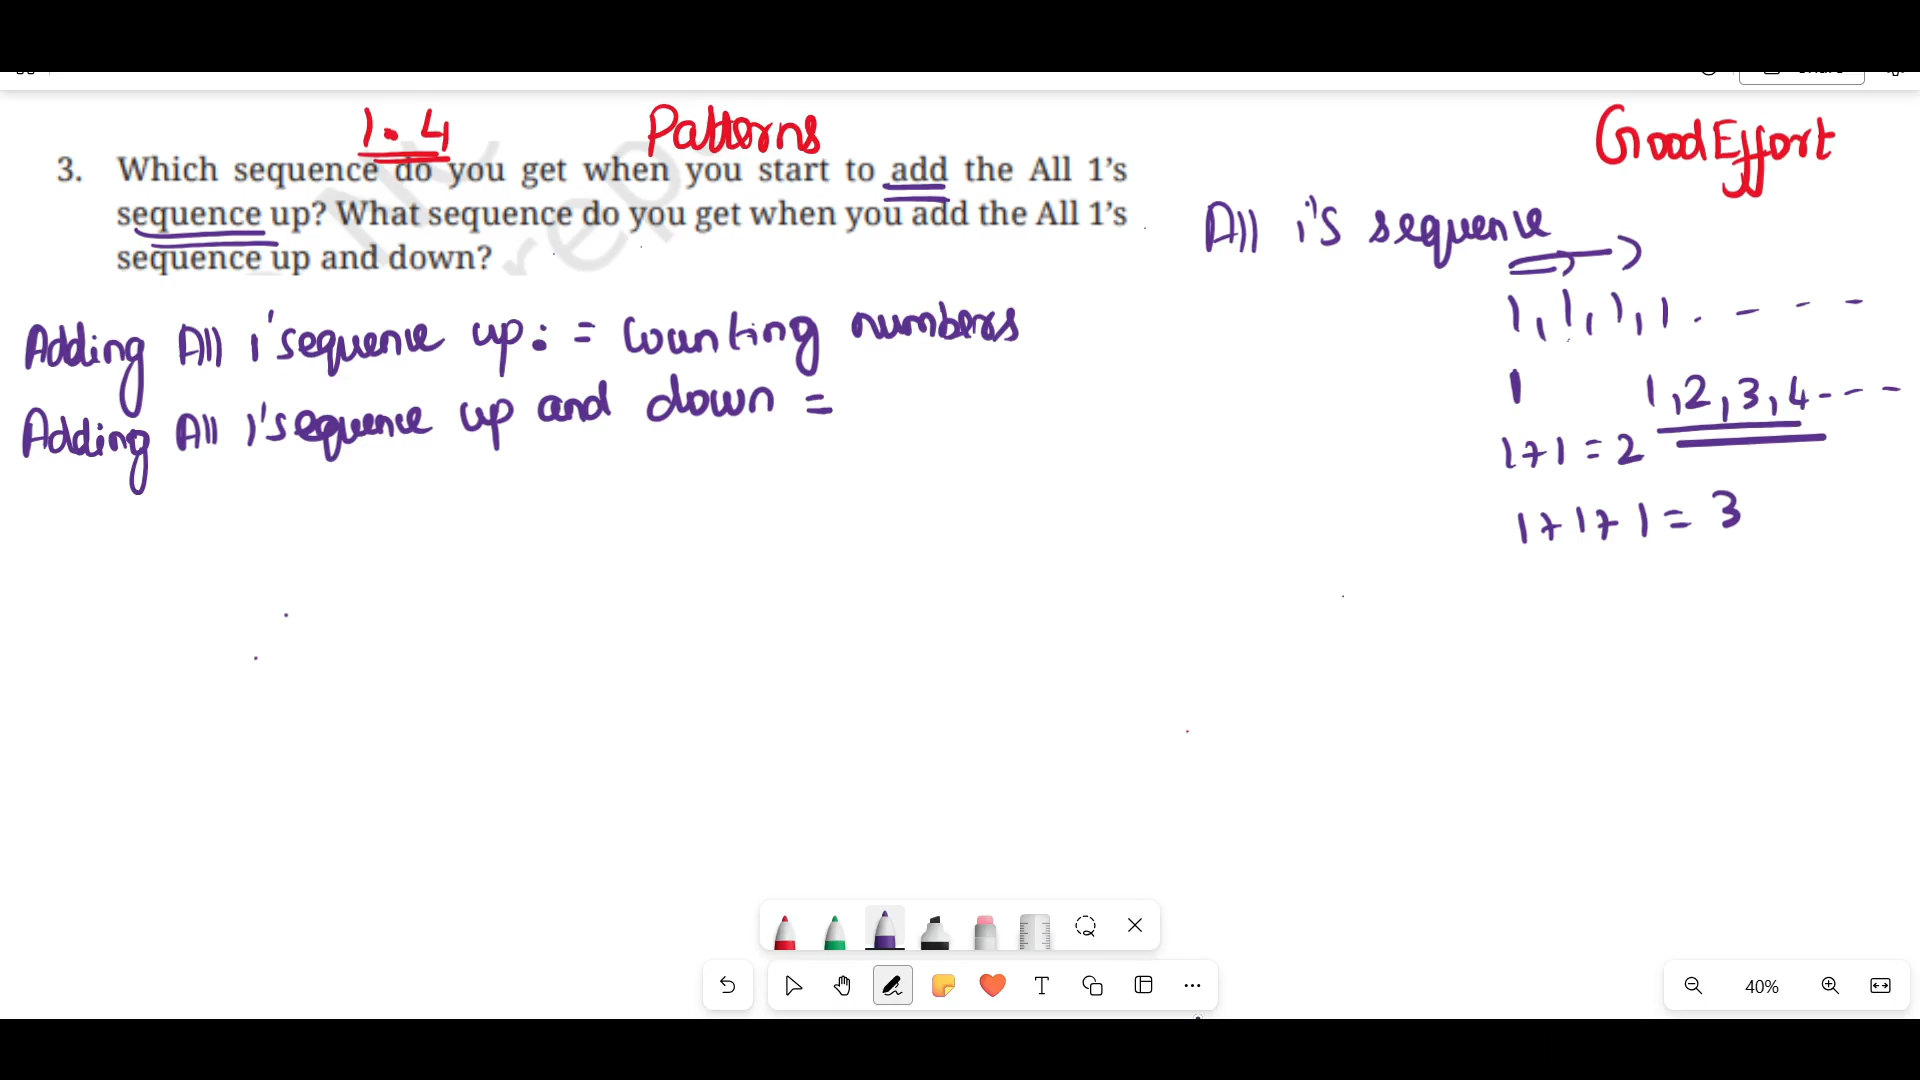 1.4 Patterns
GoodEffort
3. Which sequence do you get when you start to add the All 1’s
sequence up? What sequence do you get when you add the All 1’s
sequence up and down?
All 1's sequence
1, 1, 1, 1 . - - -
Adding All 1'sequence up: = Counting numbers
Adding All 1's sequence up and down =
1
1, 2, 3, 4 - - -
1+1 = 2
1+1+1 = 3
40%